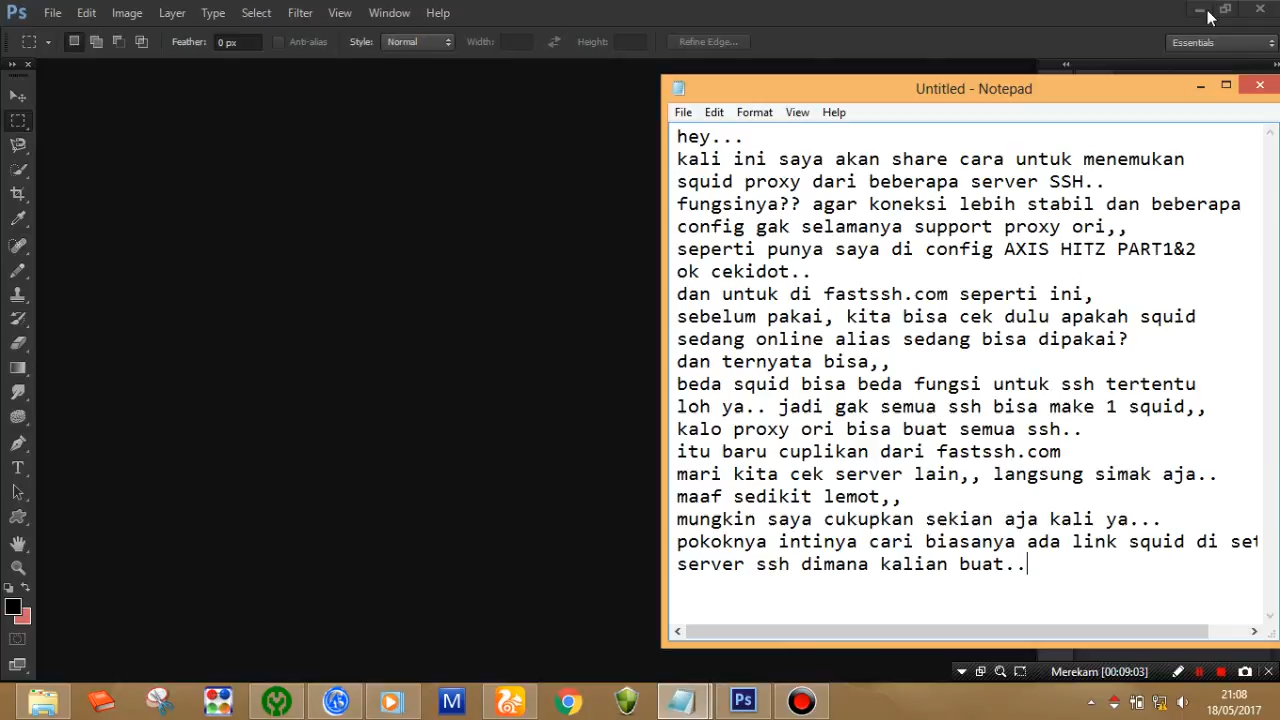 Ps File Edit Image Layer Type Select Filter View Window Help
Feather: 0 px Anti-alias Style: Normal Width: Height: Refine Edge... Essentials
Untitled - Notepad
File Edit Format View Help
hey...
kali ini saya akan share cara untuk menemukan
squid proxy dari beberapa server SSH..
fungsinya?? agar koneksi lebih stabil dan beberapa
config gak selamanya support proxy ori,,
seperti punya saya di config AXIS HITZ PART1&2
ok cekidot..
dan untuk di fastssh.com seperti ini,
sebelum pakai, kita bisa cek dulu apakah squid
sedang online alias sedang bisa dipakai?
dan ternyata bisa,,
beda squid bisa beda fungsi untuk ssh tertentu
loh ya.. jadi gak semua ssh bisa make 1 squid,,
kalo proxy ori bisa buat semua ssh..
itu baru cuplikan dari fastssh.com
mari kita cek server lain,, langsung simak aja..
maaf sedikit lemot,,
mungkin saya cukupkan sekian aja kali ya...
pokoknya intinya cari biasanya ada link squid di set
server ssh dimana kalian buat..
Merekam [00:09:03]
M Ps
21:08
18/05/2017